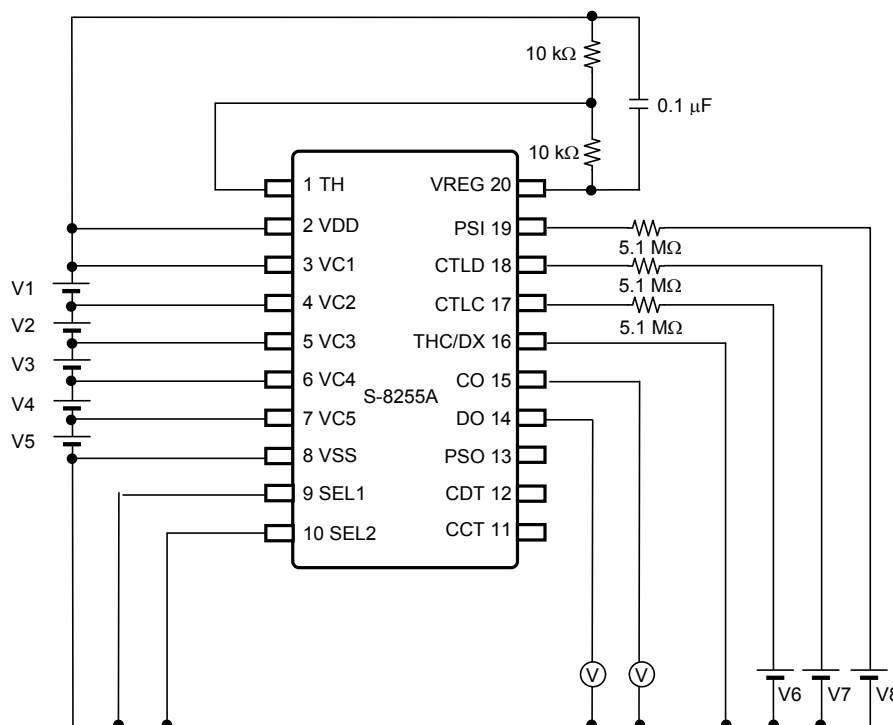 10 kΩ
0.1 μF
10 kΩ
1 TH
VREG 20
2 VDD
PSI 19
5.1 MΩ
3 VC1
CTLD 18
V1
5.1 MΩ
4 VC2
CTLC 17
V2
5.1 MΩ
5 VC3
THC/DX 16
V3
6 VC4
CO 15
S-8255A
V4
7 VC5
DO 14
V5
8 VSS
PSO 13
9 SEL1
CDT 12
10 SEL2
CCT 11
V
V
V6
V7
V8